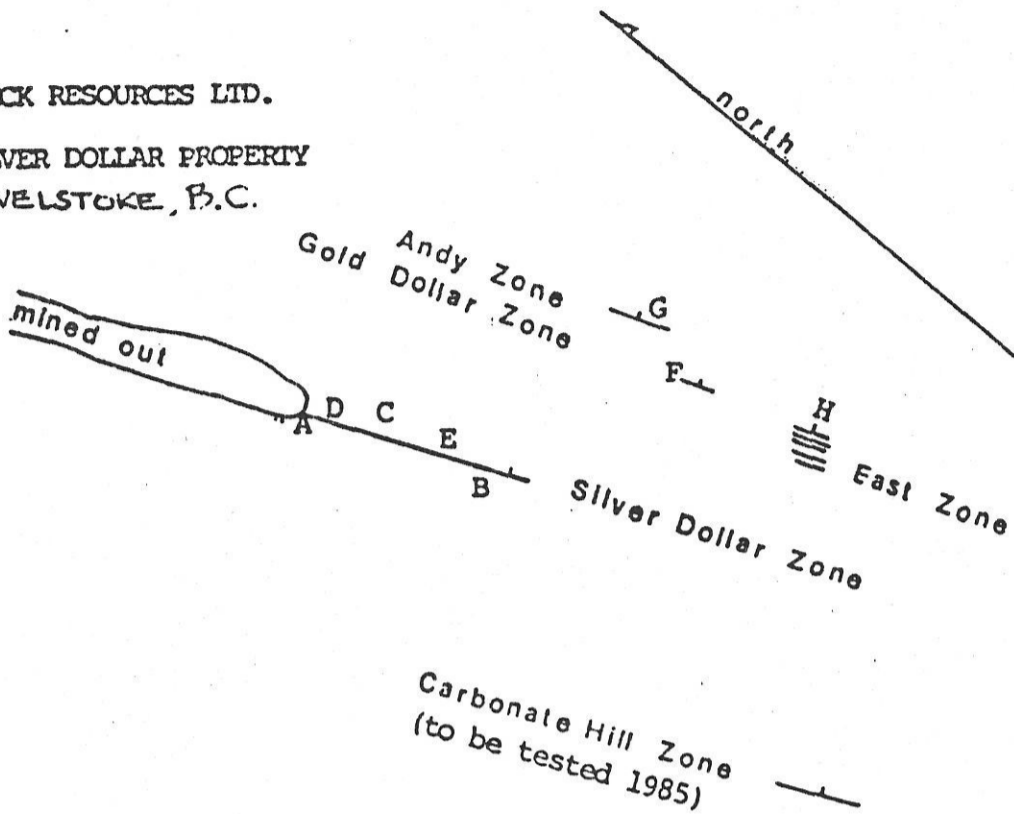 CK RESOURCES LTD.
VER DOLLAR PROPERTY
VELSTOKE, B.C.
north
Andy Zone
Gold Dollar Zone
G
F
mined out
A
D
C
E
B
H
East Zone
Silver Dollar Zone
Carbonate Hill Zone
(to be tested 1985)